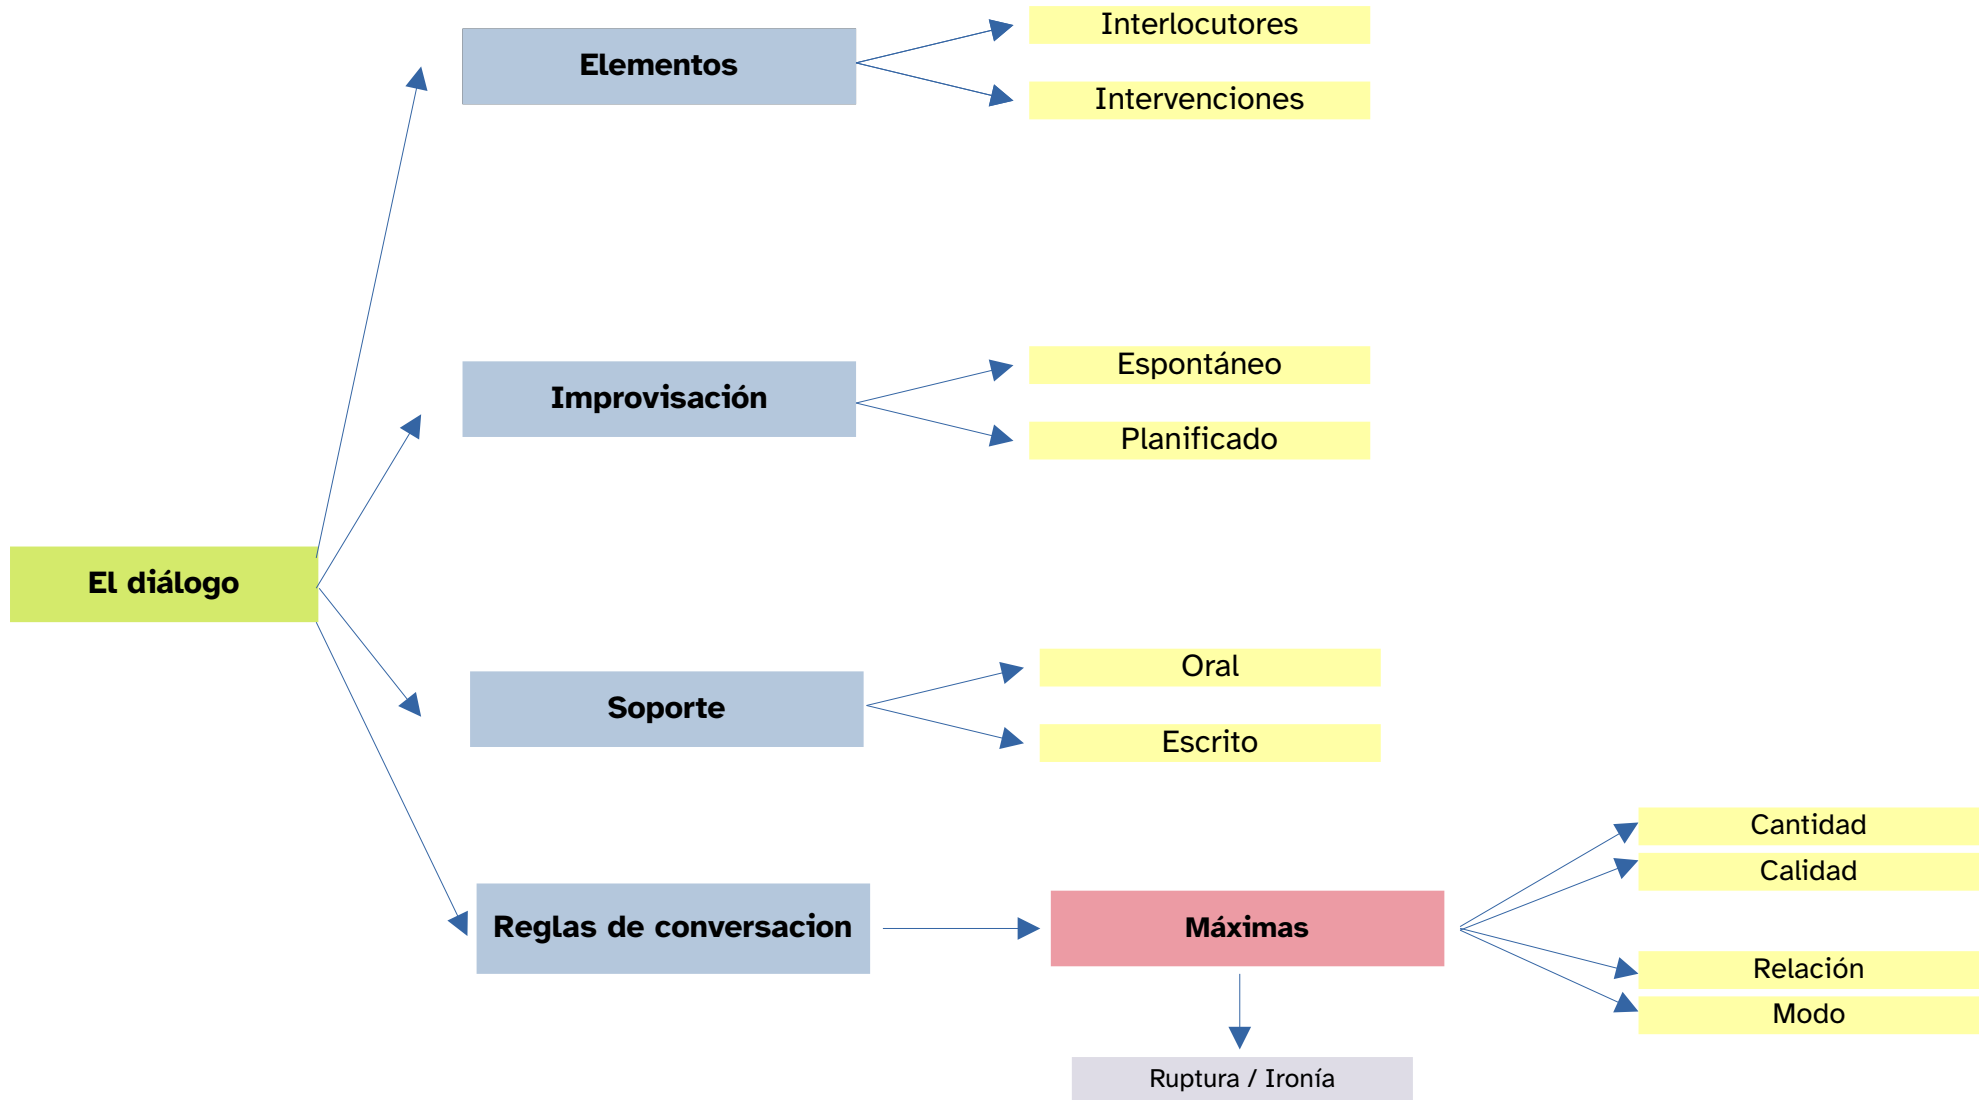 El diálogo
Elementos
Interlocutores
Intervenciones
Improvisación
Espontáneo
Planificado
Soporte
Oral
Escrito
Reglas de conversacion
Máximas
Cantidad
Calidad
Relación
Modo
Ruptura / Ironía